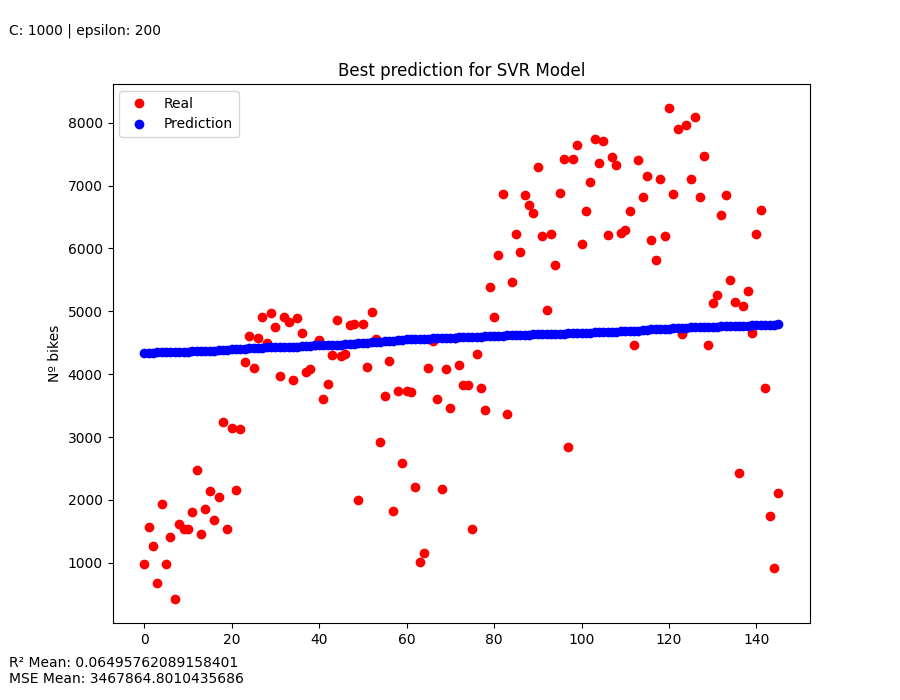 C: 1000 | epsilon: 200
Best prediction for SVR Model
Real
Prediction
Nº bikes
8000
7000
6000
5000
4000
3000
2000
1000
0 20 40 60 80 100 120 140
R² Mean: 0.06495762089158401
MSE Mean: 3467864.8010435686